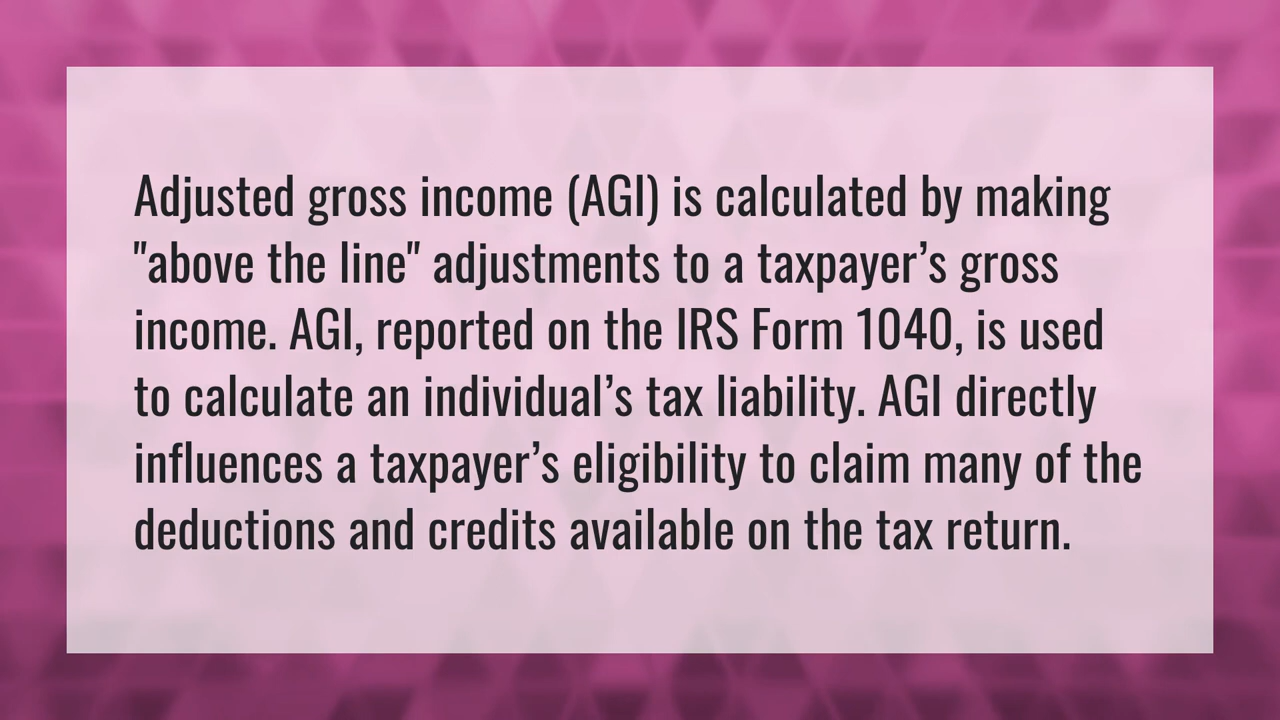 Adjusted gross income (AGI) is calculated by making
"above the line" adjustments to a taxpayer’s gross
income. AGI, reported on the IRS Form 1040, is used
to calculate an individual’s tax liability. AGI directly
influences a taxpayer’s eligibility to claim many of the
deductions and credits available on the tax return.